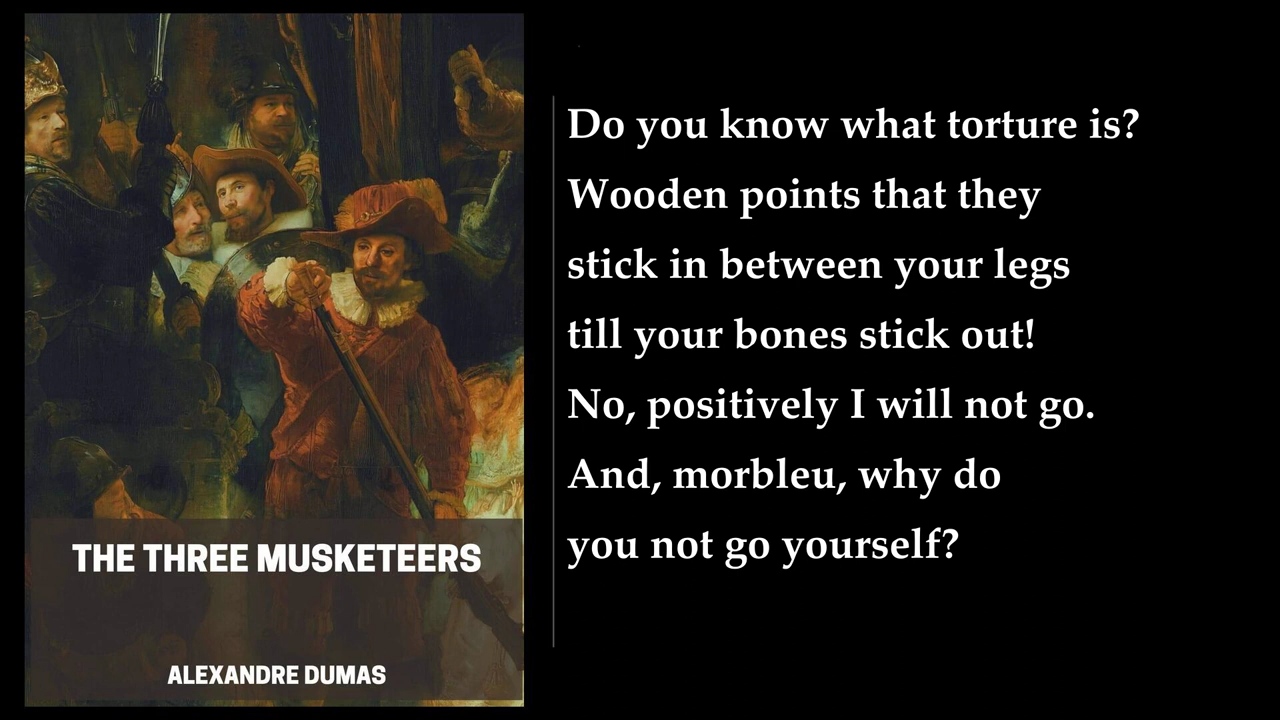 THE THREE MUSKETEERS
ALEXANDRE DUMAS
Do you know what torture is?
Wooden points that they
stick in between your legs
till your bones stick out!
No, positively I will not go.
And, morbleu, why do
you not go yourself?